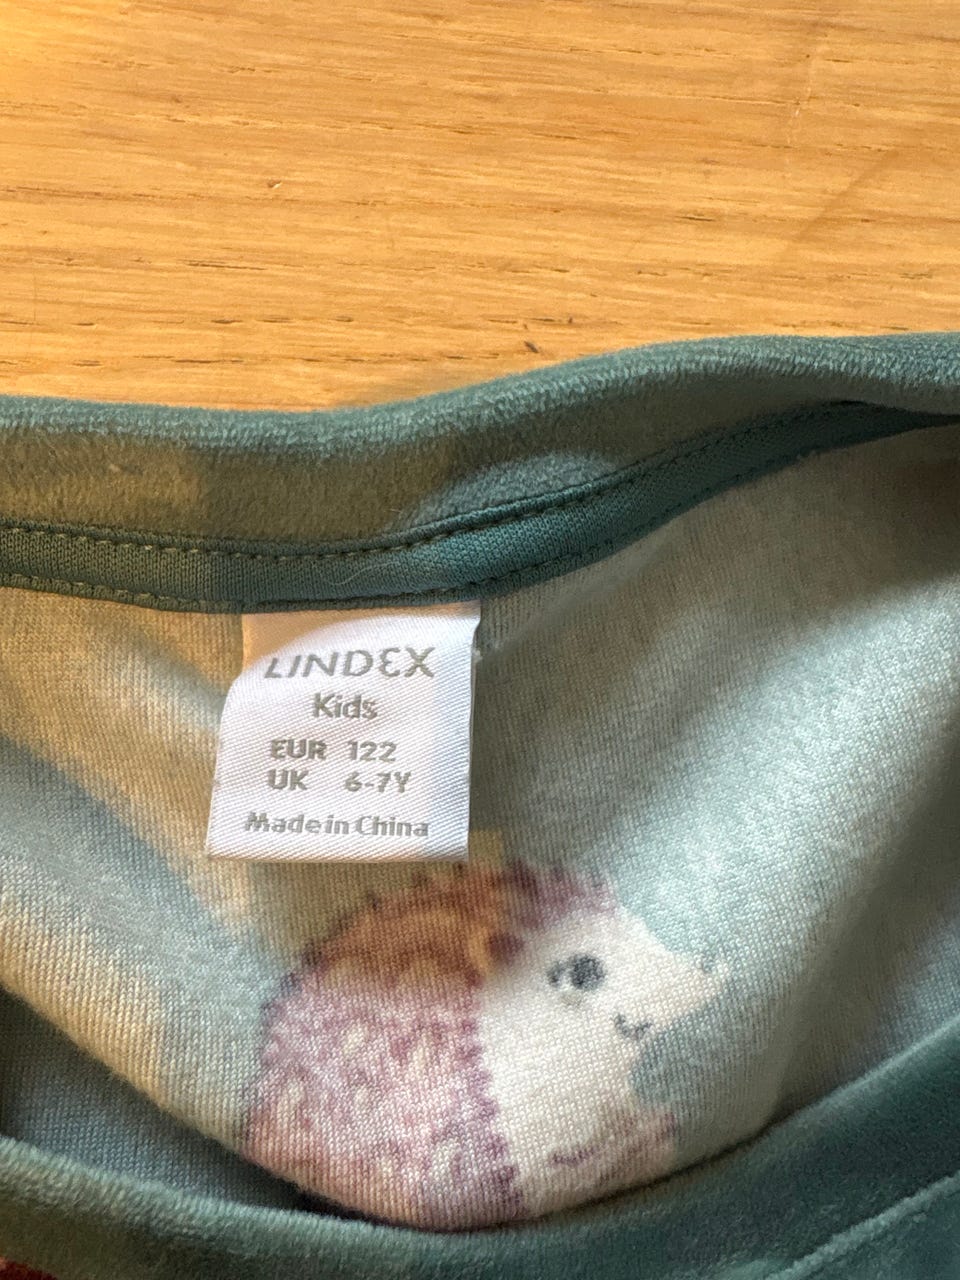 LINDEX
Kids
EUR 122
UK 6-7Y
Made in China